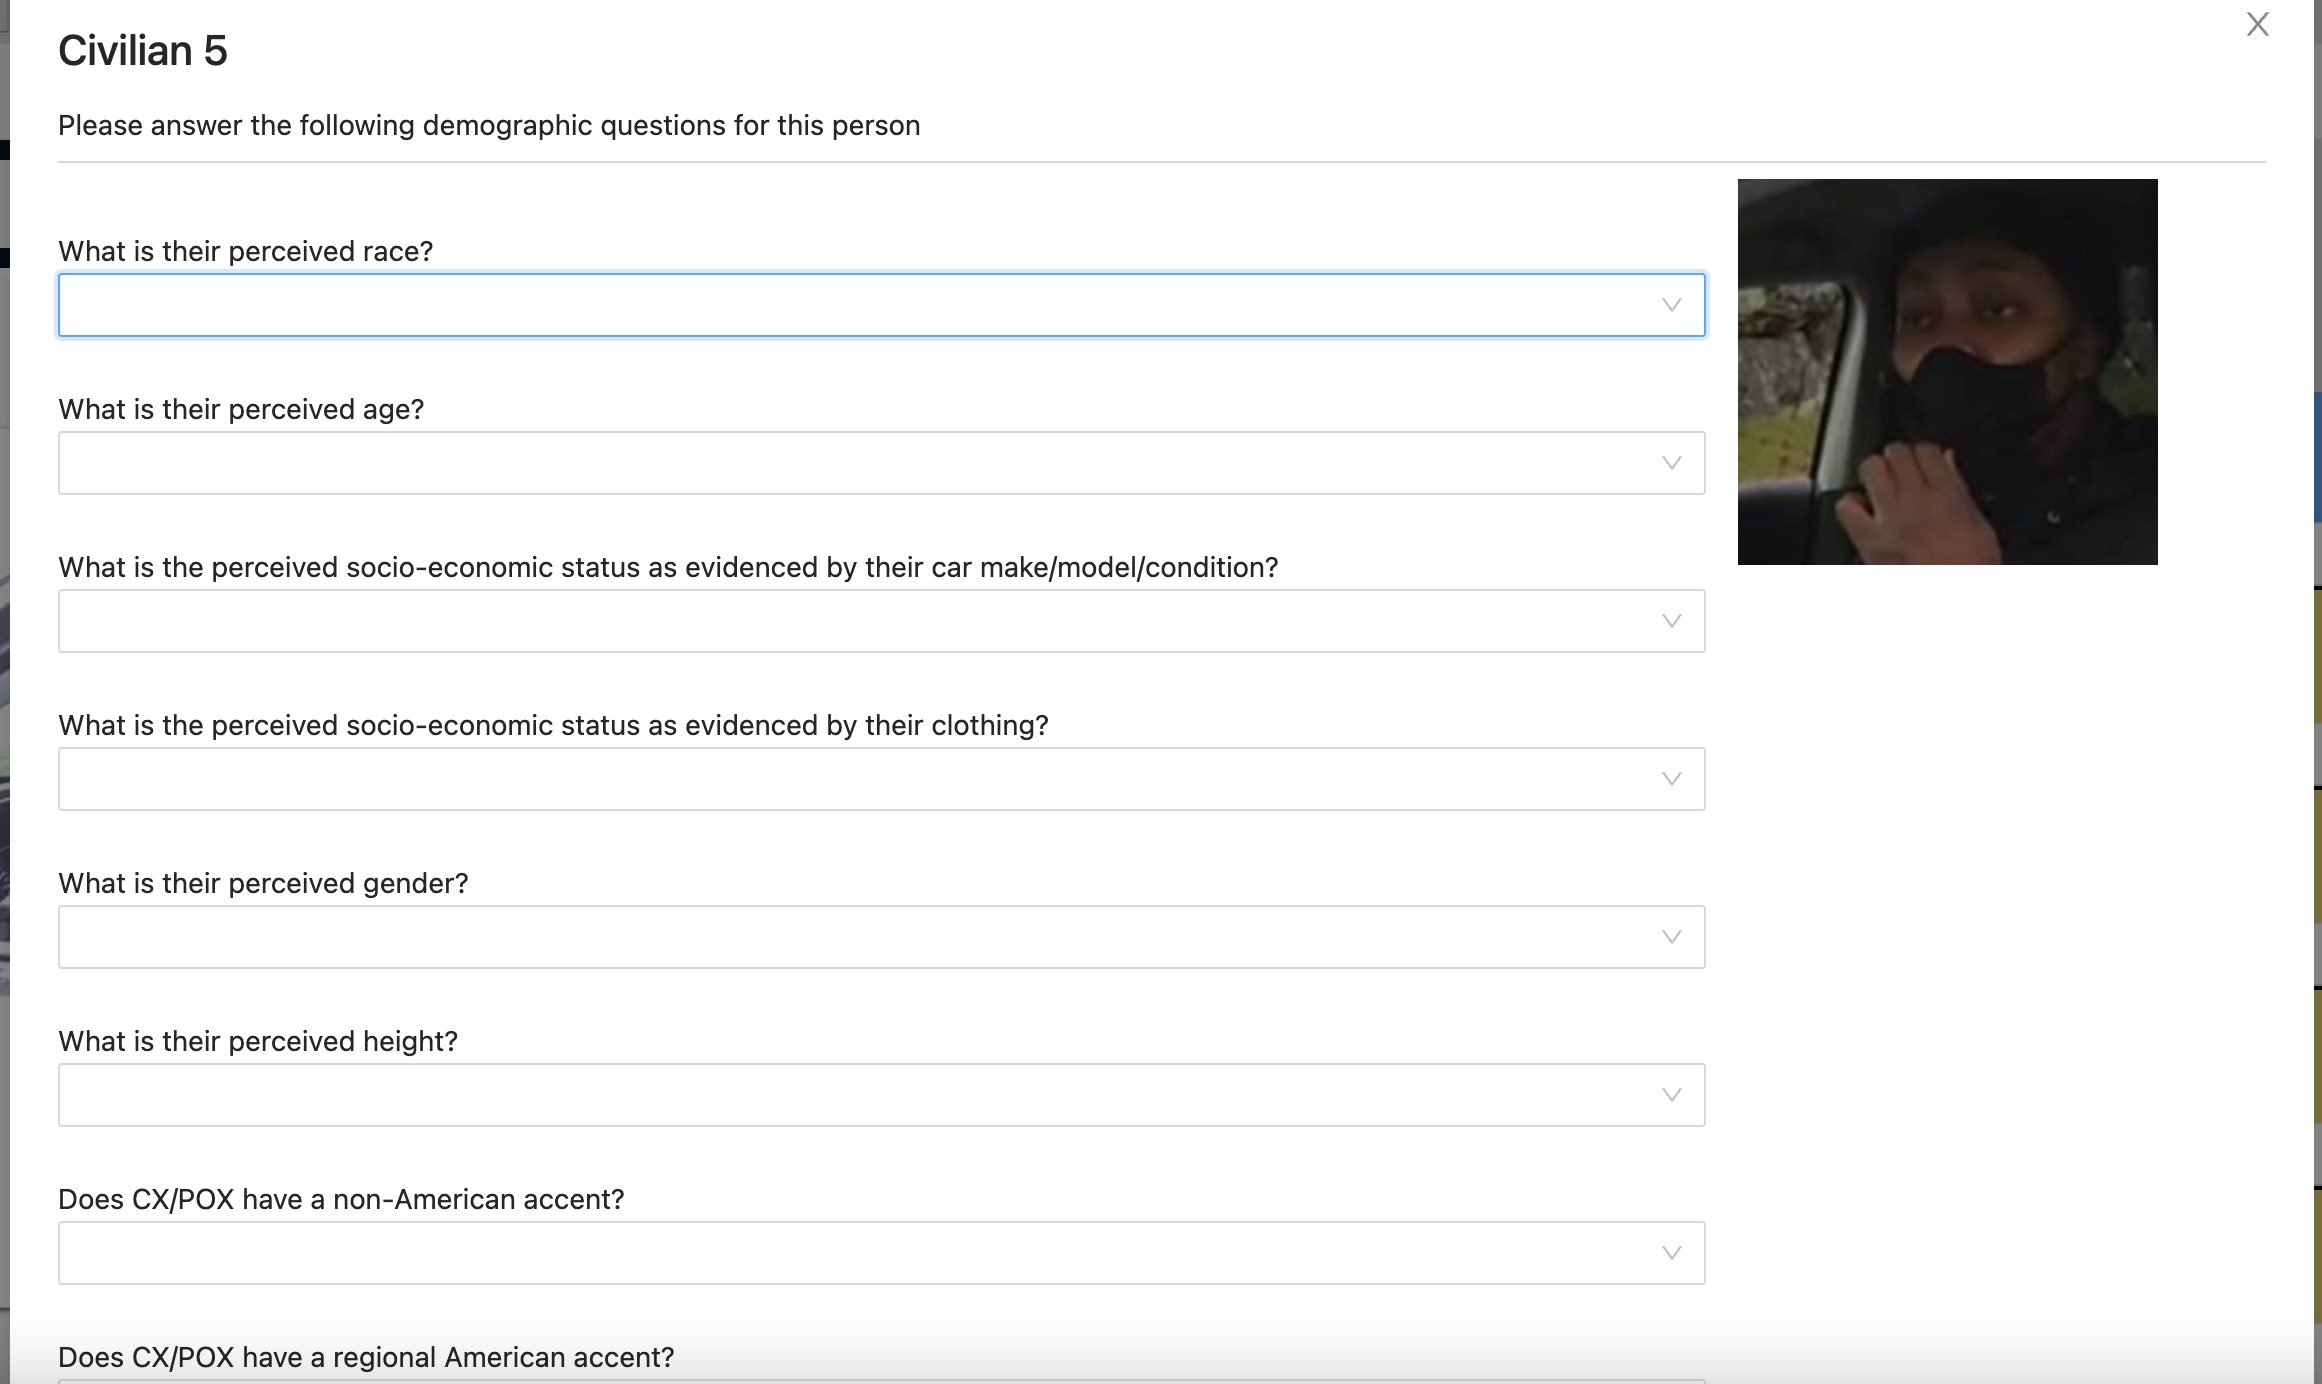 Civilian 5
X
Please answer the following demographic questions for this person
What is their perceived race?
What is their perceived age?
What is the perceived socio-economic status as evidenced by their car make/model/condition?
What is the perceived socio-economic status as evidenced by their clothing?
What is their perceived gender?
What is their perceived height?
Does CX/POX have a non-American accent?
Does CX/POX have a regional American accent?